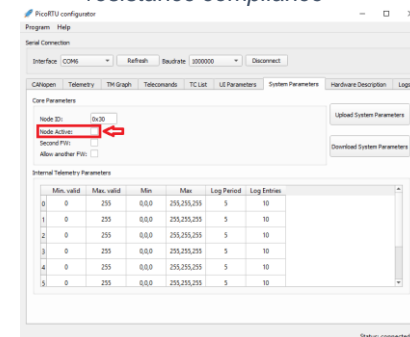 resistance compliance
PicoRTU configurator
Program Help
Serial Connection
Interface COM6 Refresh Baudrate 1000000 Disconnect
CANopen Telemetry TM Graph Telecomands TC List UI Parameters System Parameters Hardware Description Logs
Core Parameters
Node ID: 0x30
Upload System Parameters
Node Active:
Second FW:
Allow another FW:
Download System Parameters
Internal Telemetry Parameters
Min. valid Max. valid Min Max Log Period Log Entries
0 0 255 0,0,0 255,255,255 5 10
1 0 255 0,0,0 255,255,255 5 10
2 0 255 0,0,0 255,255,255 5 10
3 0 255 0,0,0 255,255,255 5 10
4 0 255 0,0,0 255,255,255 5 10
5 0 255 0,0,0 255,255,255 5 10
Status: connected